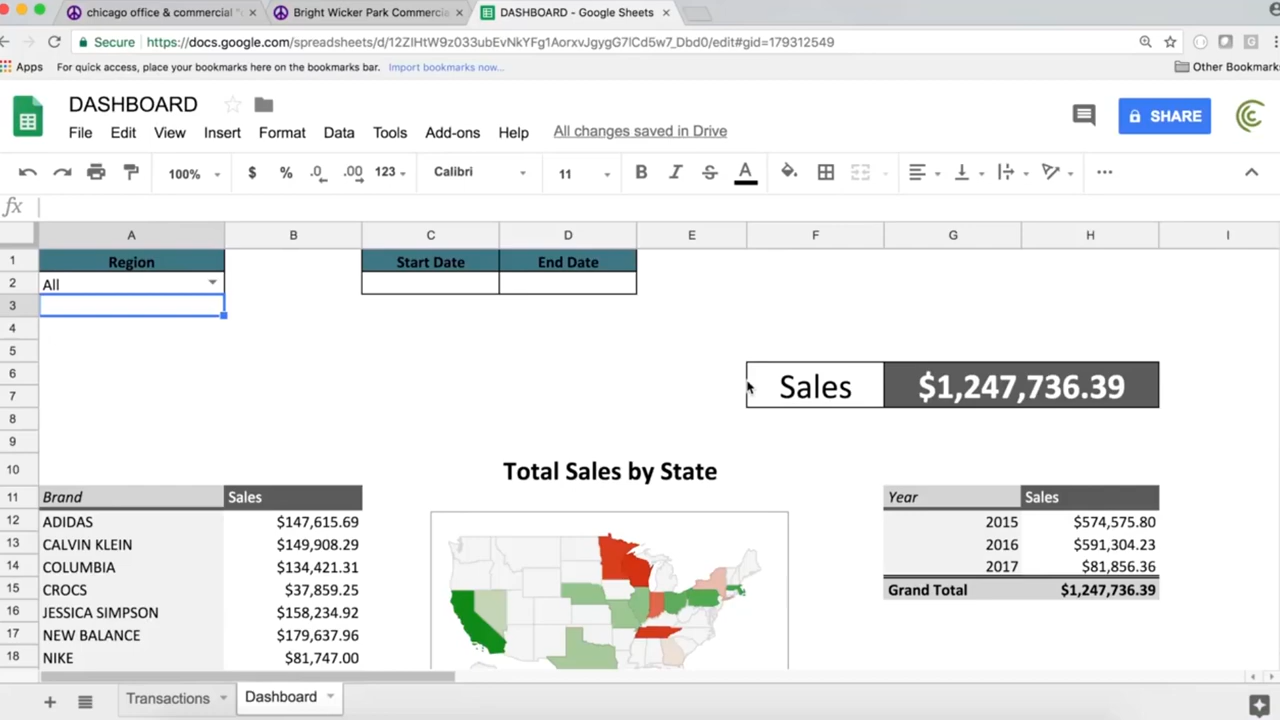 chicago office & commercial "
Bright Wicker Park Commercia
DASHBOARD - Google Sheets
Secure https://docs.google.com/spreadsheets/d/12ZlHtW9z033ubEvNkYFg1AorxvJgygG7lCd5w7_Dbd0/edit#gid=179312549
Apps For quick access, place your bookmarks here on the bookmarks bar. Import bookmarks now... Other Bookmarks
DASHBOARD
SHARE
File Edit View Insert Format Data Tools Add-ons Help All changes saved in Drive
100% $ % .0 .00 123 Calibri 11 B I S A
fx
A B C D E F G H I
1 Region Start Date End Date
2 All
3
4
5
6
Sales $1,247,736.39
7
8
9
10 Total Sales by State
11 Brand Sales Year Sales
12 ADIDAS $147,615.69 2015 $574,575.80
13 CALVIN KLEIN $149,908.29 2016 $591,304.23
14 COLUMBIA $134,421.31 2017 $81,856.36
15 CROCS $37,859.25 Grand Total $1,247,736.39
16 JESSICA SIMPSON $158,234.92
17 NEW BALANCE $179,637.96
18 NIKE $81,747.00
Transactions Dashboard